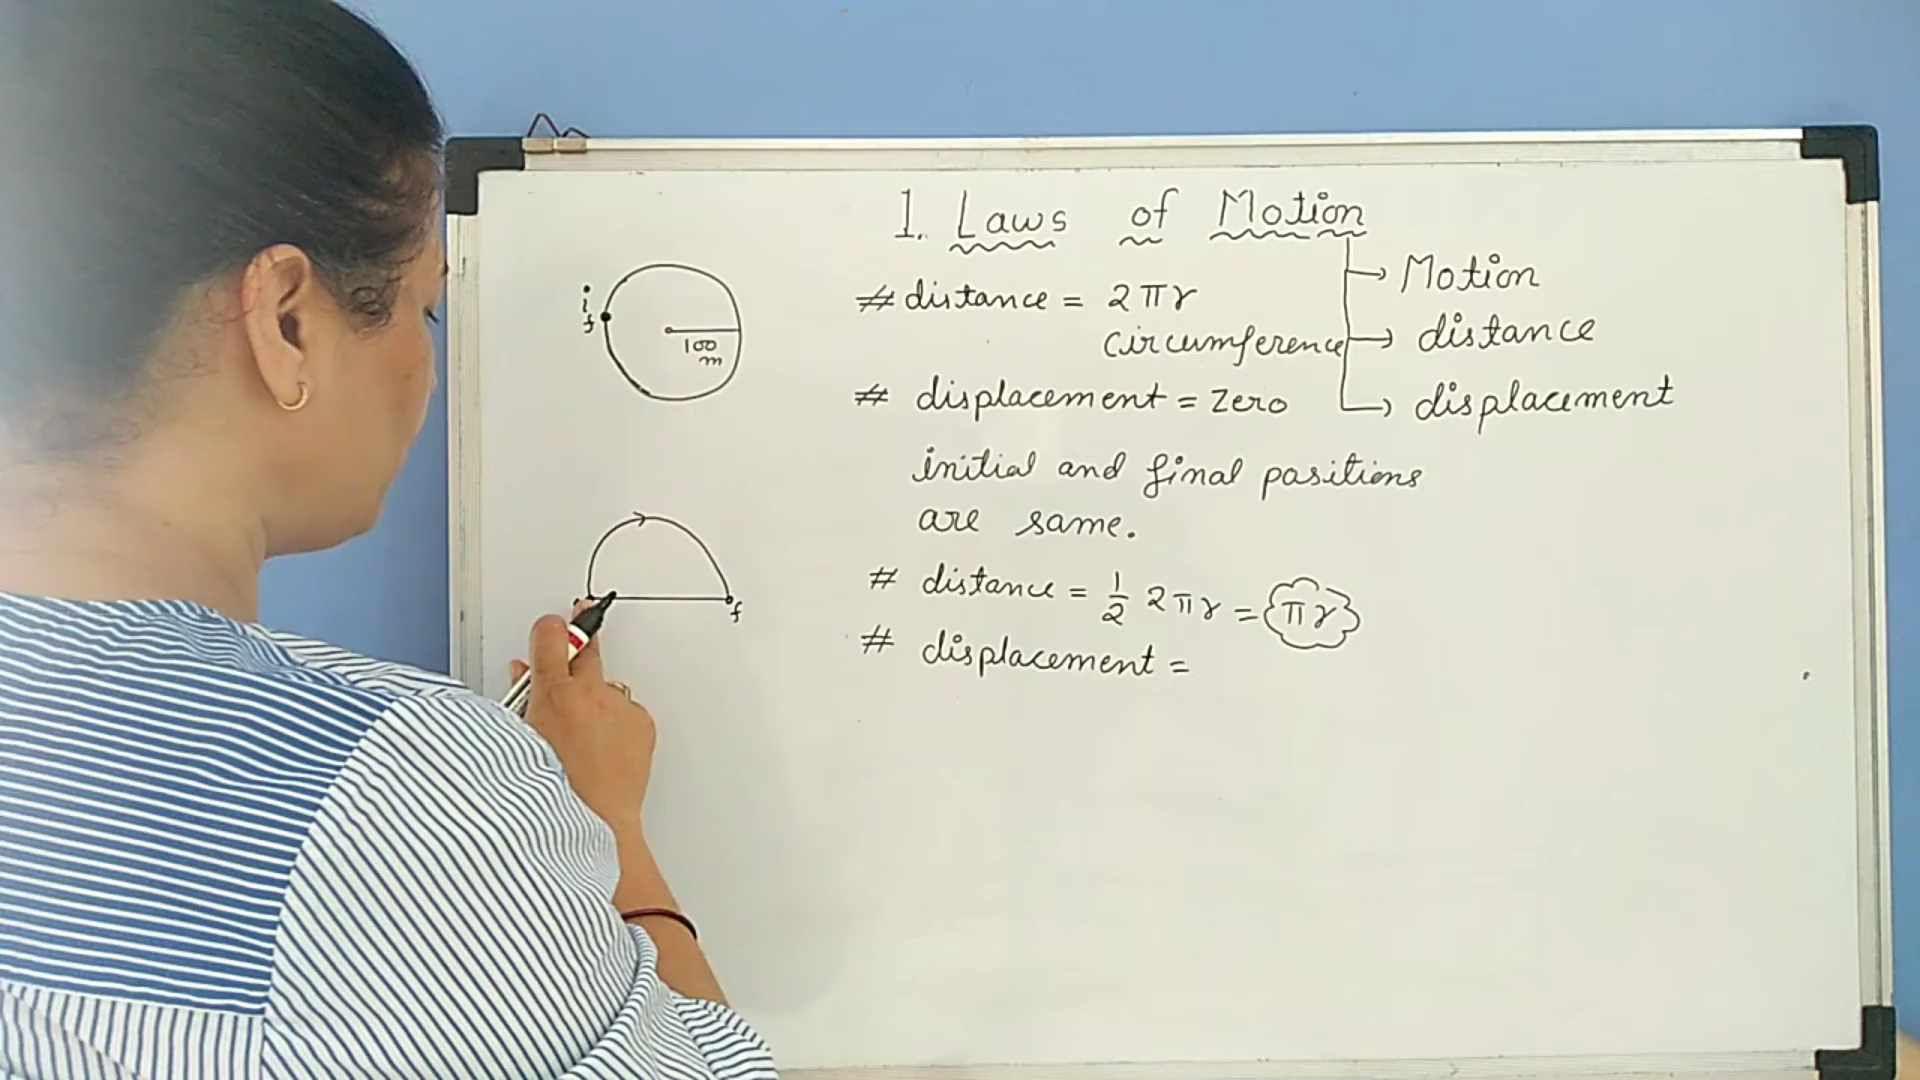 1. Laws of Motion
Motion
distance
displacement
# distance = 2πr
circumference
# displacement = Zero
initial and final pasitions
are same.
# distance = 1/2 2πr = πr
# displacement =
i
f
100
m
f